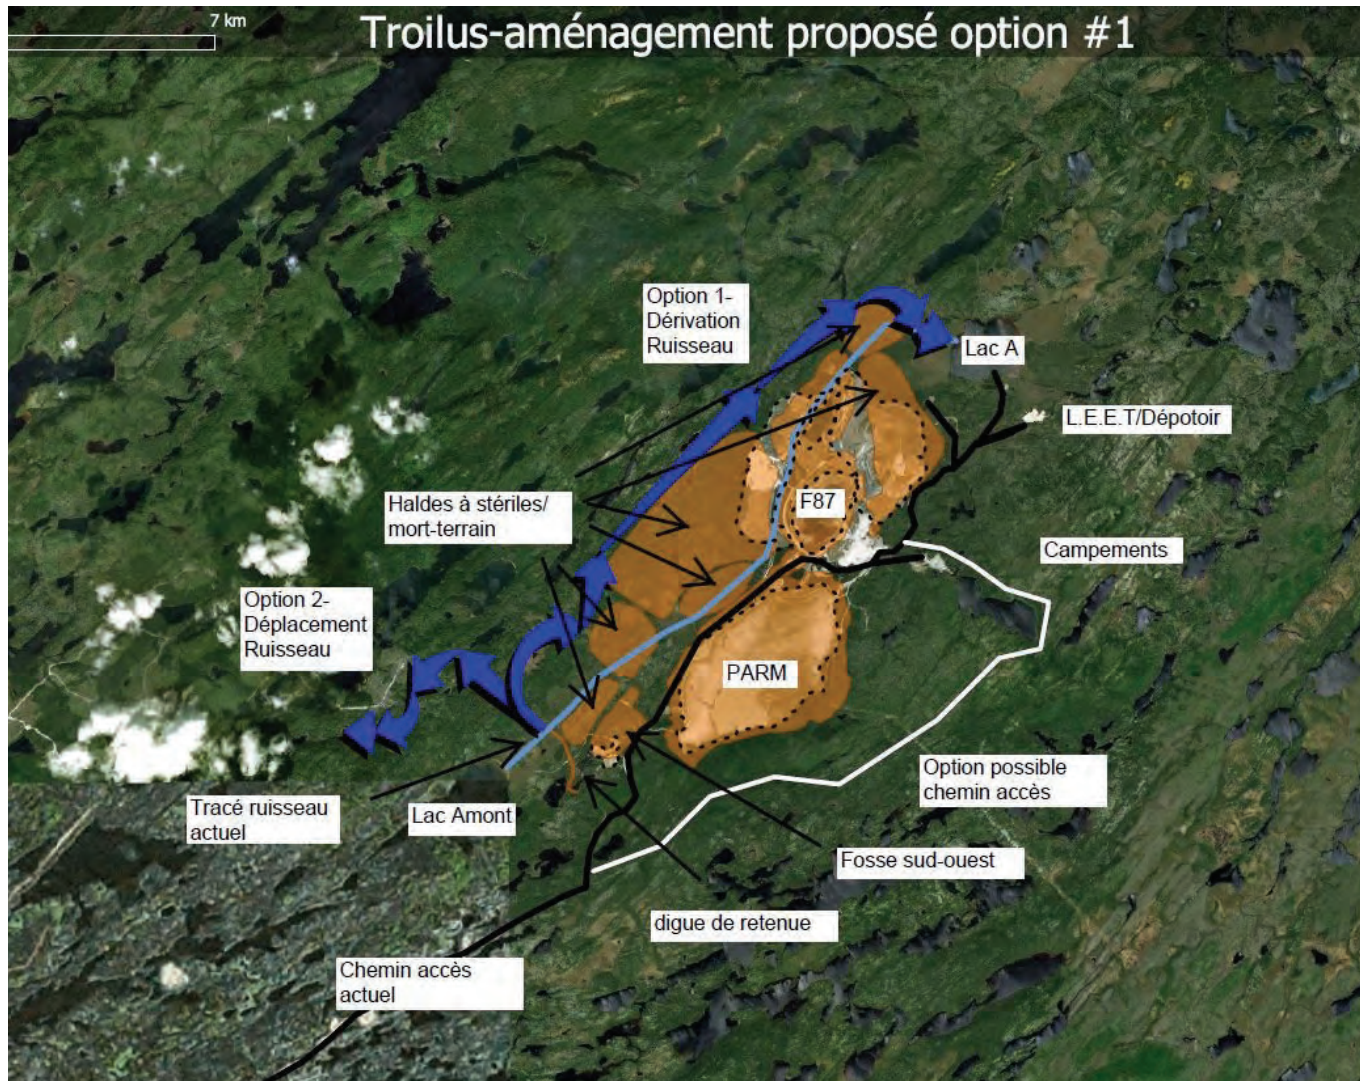 7 km
Troilus-aménagement proposé option #1
Option 1-
Dérivation
Ruisseau
Lac A
L.E.E.T/Dépotoir
Haldes à stériles/
mort-terrain
F87
Campements
Option 2-
Déplacement
Ruisseau
PARM
Option possible
chemin accès
Tracé ruisseau
actuel
Lac Amont
Fosse sud-ouest
digue de retenue
Chemin accès
actuel